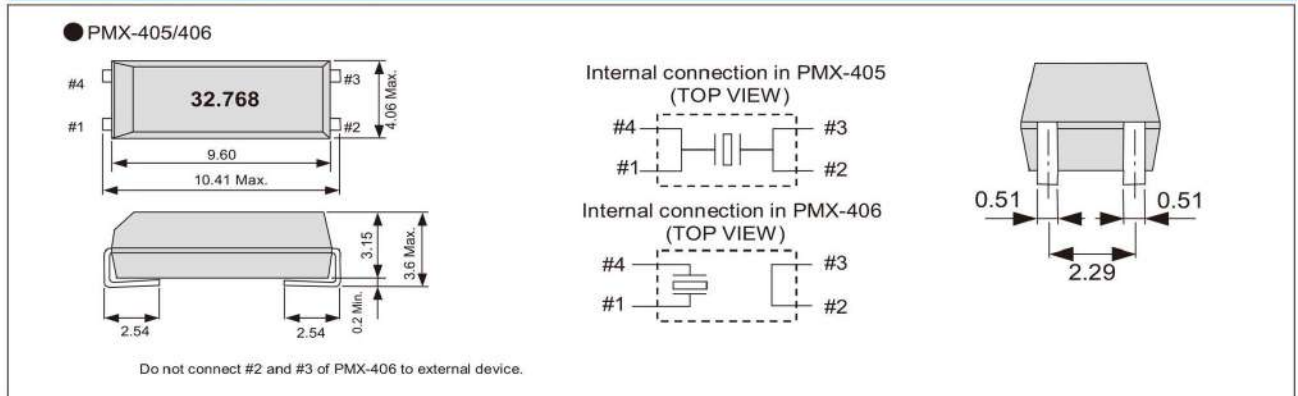 PMX-405/406
#4
#3
32.768
#1
#2
4.06 Max.
9.60
10.41 Max.
3.15
3.6 Max.
0.2 Min.
2.54
2.54
Do not connect #2 and #3 of PMX-406 to external device.
Internal connection in PMX-405
(TOP VIEW)
#4
#3
#1
#2
Internal connection in PMX-406
(TOP VIEW)
#4
#3
#1
#2
0.51
0.51
2.29